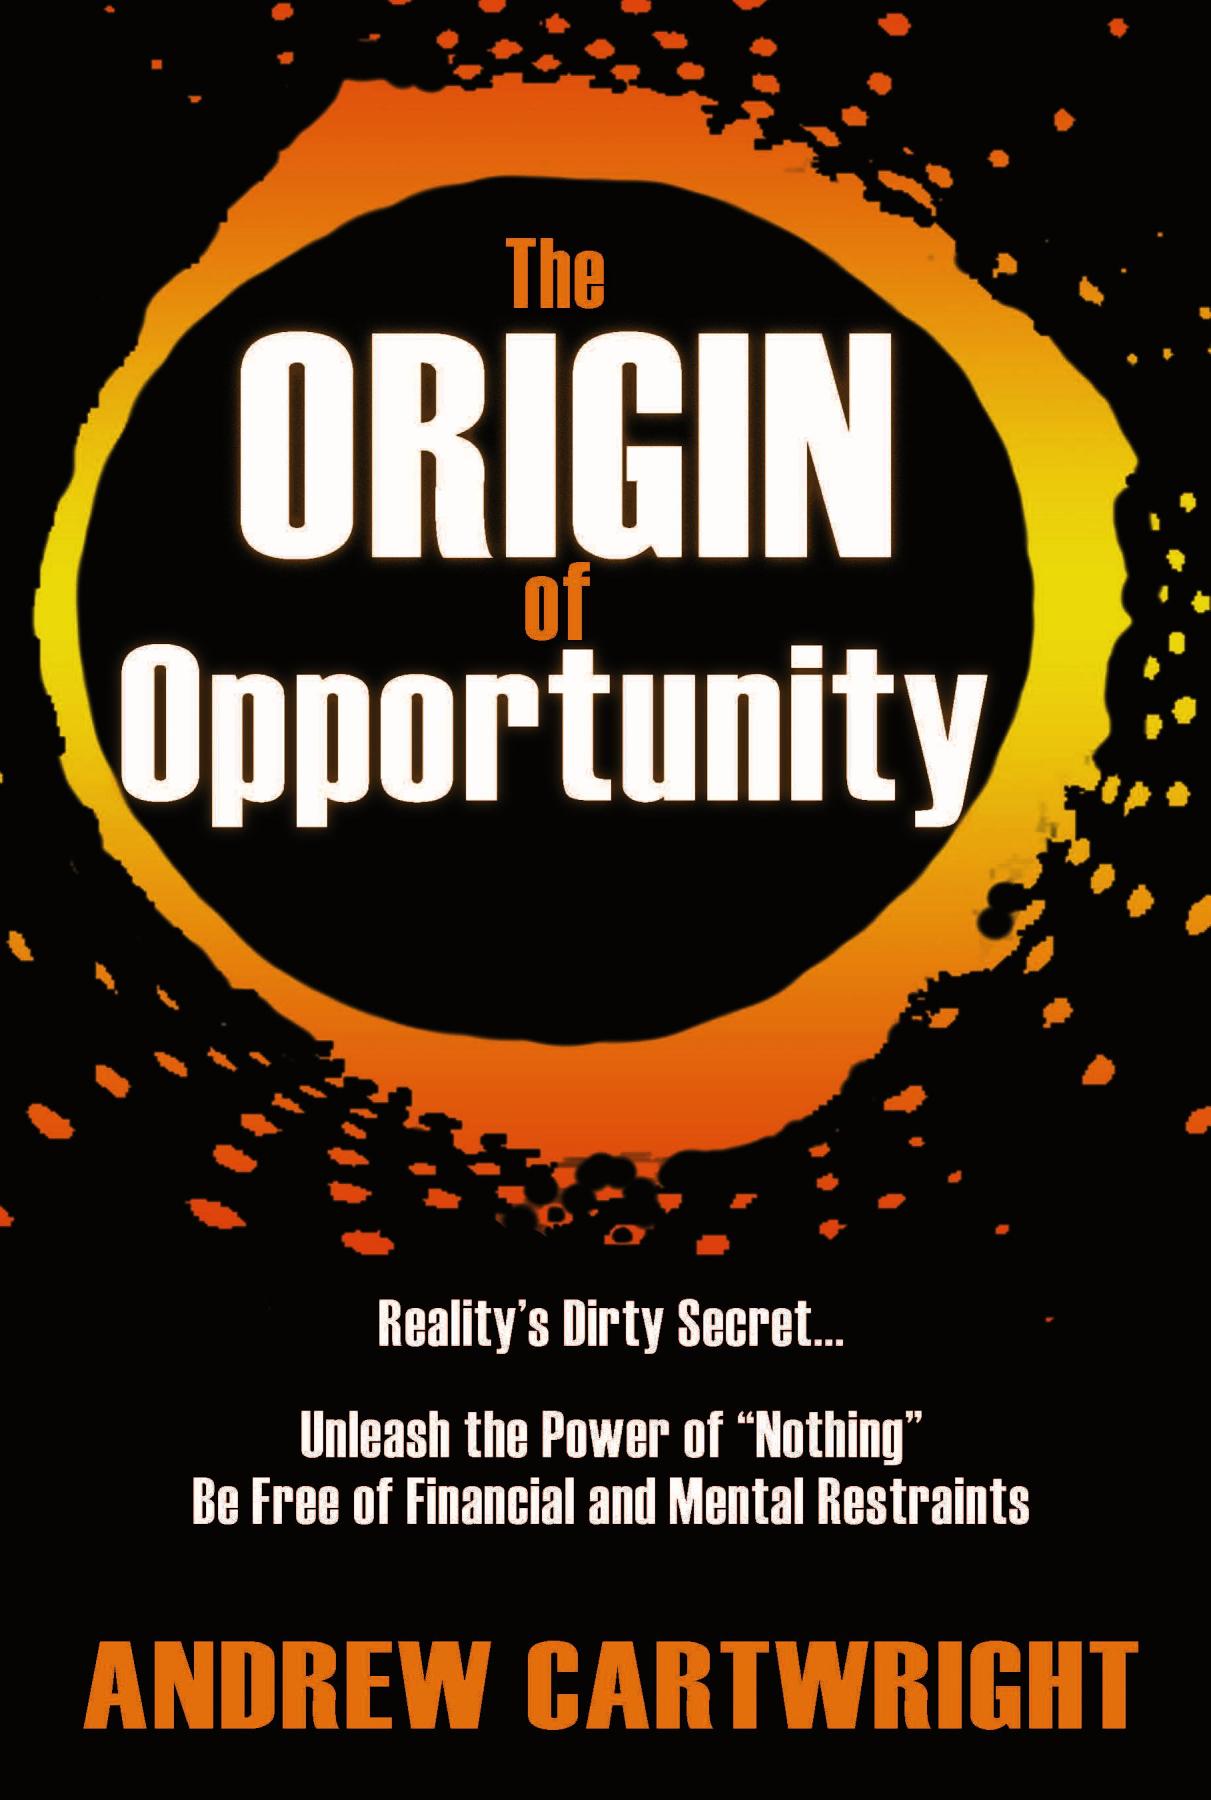 The
ORIGIN
of
Opportunity
Reality’s Dirty Secret...
Unleash the Power of “Nothing”
Be Free of Financial and Mental Restraints
ANDREW CARTWRIGHT